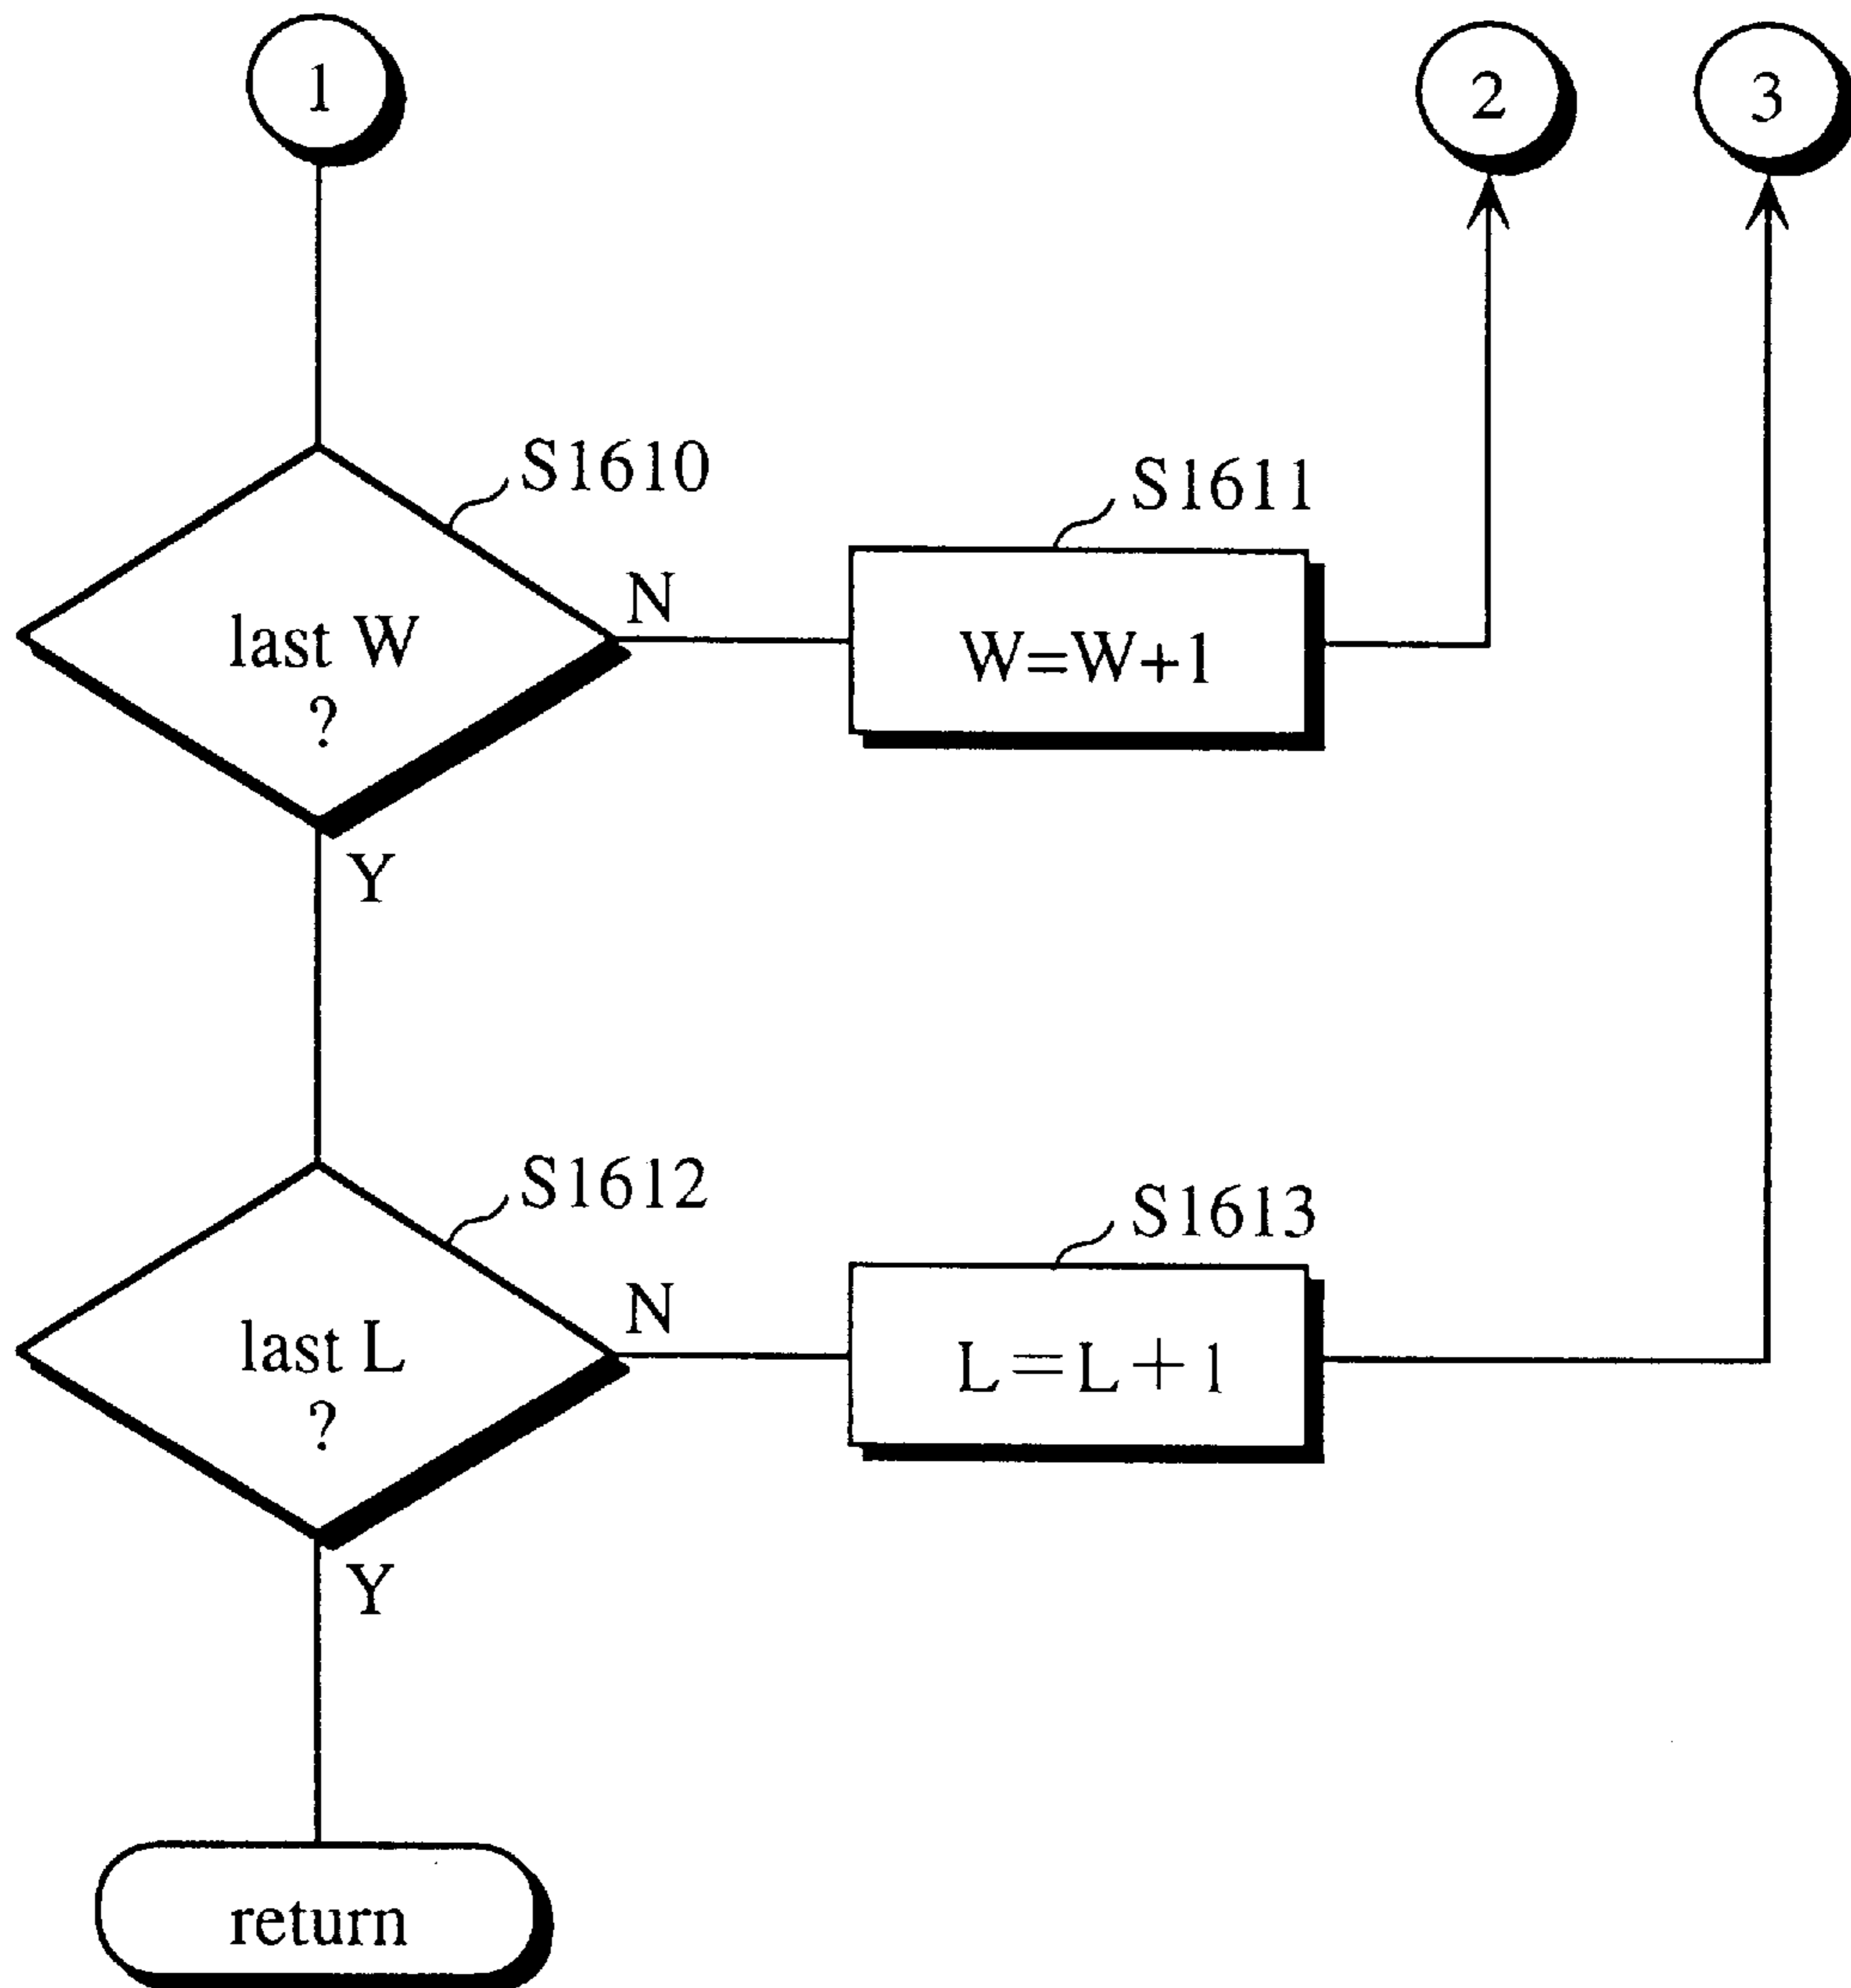 1
2
3
S1610
S1611
last W
?
N
W=W+1
Y
S1612
S1613
last L
?
N
L=L+1
Y
return